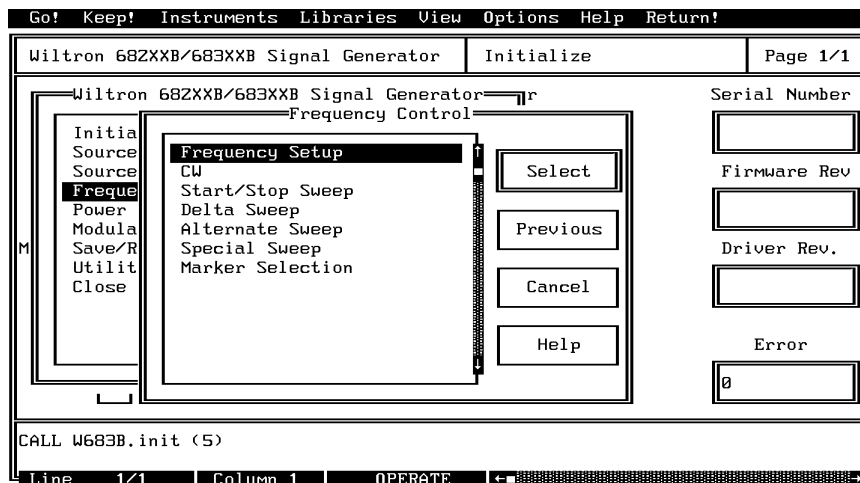 Go! Keep! Instruments Libraries View Options Help Return!
Wiltron 682XXB/683XXB Signal Generator Initialize Page 1/1
Wiltron 682XXB/683XXB Signal Generator
Frequency Control
Initia
Source
Source
Freque
Power
Modula
Save/R
Utilit
Close
M
Frequency Setup
CW
Start/Stop Sweep
Delta Sweep
Alternate Sweep
Special Sweep
Marker Selection
Select
Previous
Cancel
Help
Serial Number
Firmware Rev
Driver Rev.
Error
0
CALL W683B.init (5)
Line 1/1 Column 1 OPERATE